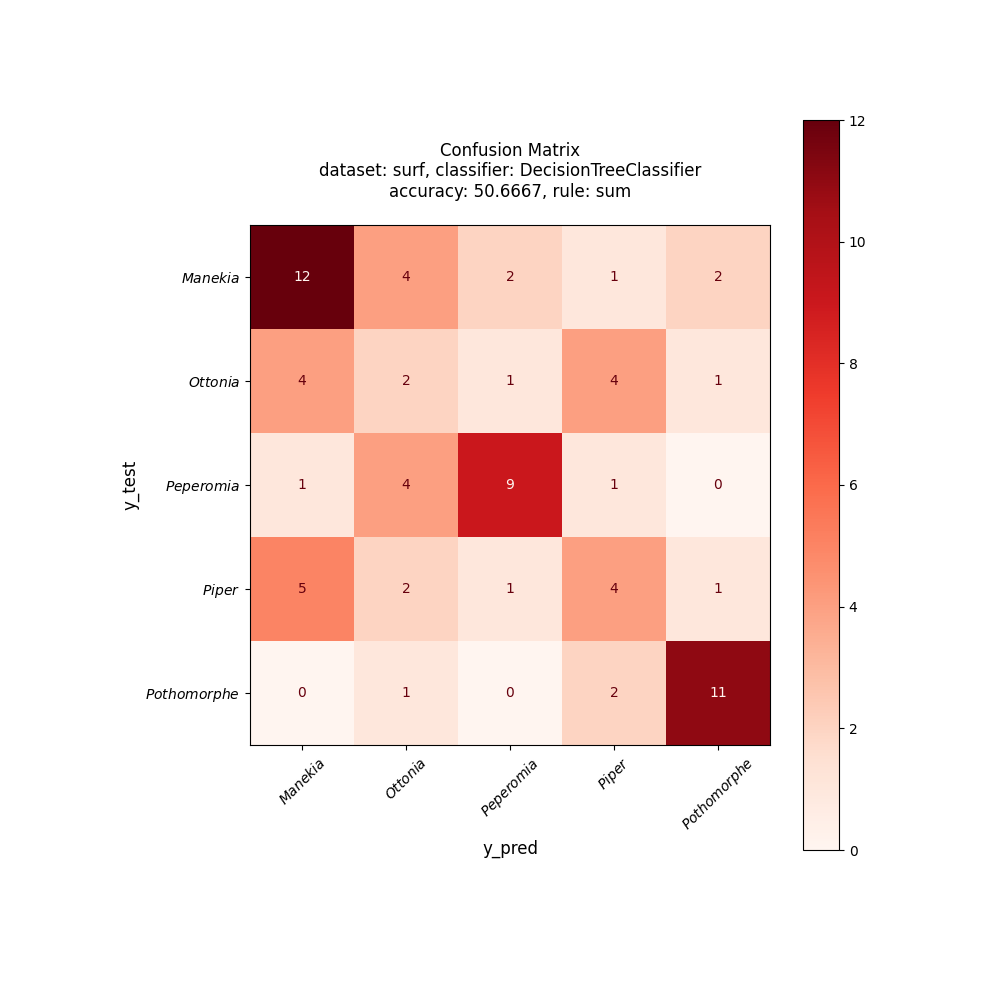 Confusion Matrix
dataset: surf, classifier: DecisionTreeClassifier
accuracy: 50.6667, rule: sum
y_test
Manekia 12 4 2 1 2
Ottonia 4 2 1 4 1
Peperomia 1 4 9 1 0
Piper 5 2 1 4 1
Pothomorphe 0 1 0 2 11
Manekia Ottonia Peperomia Piper Pothomorphe
y_pred
12
10
8
6
4
2
0